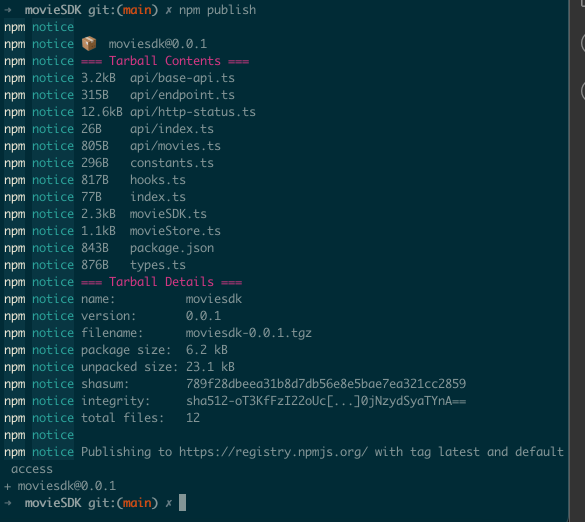 → movieSDK git:(main) ✗ npm publish
npm notice
npm notice 📦 moviesdk@0.0.1
npm notice === Tarball Contents ===
npm notice 3.2kB api/base-api.ts
npm notice 315B api/endpoint.ts
npm notice 12.6kB api/http-status.ts
npm notice 26B api/index.ts
npm notice 805B api/movies.ts
npm notice 296B constants.ts
npm notice 817B hooks.ts
npm notice 77B index.ts
npm notice 2.3kB movieSDK.ts
npm notice 1.1kB movieStore.ts
npm notice 843B package.json
npm notice 876B types.ts
npm notice === Tarball Details ===
npm notice name: moviesdk
npm notice version: 0.0.1
npm notice filename: moviesdk-0.0.1.tgz
npm notice package size: 6.2 kB
npm notice unpacked size: 23.1 kB
npm notice shasum: 789f28dbeea31b8d7db56e8e5bae7ea321cc2859
npm notice integrity: sha512-oT3KfFzI22oUc[...]0jNzydSyaTYnA==
npm notice total files: 12
npm notice
npm notice Publishing to https://registry.npmjs.org/ with tag latest and default
access
+ moviesdk@0.0.1
→ movieSDK git:(main) ✗